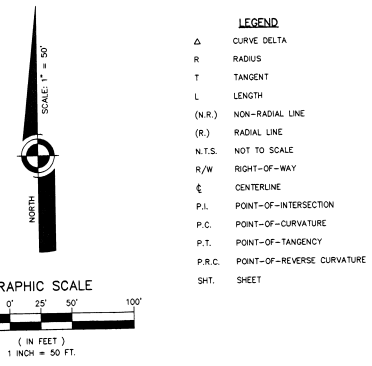 SCALE: 1" = 50'
NORTH
RAPHIC SCALE
0' 25' 50' 100'
( IN FEET )
1 INCH = 50 FT.
LEGEND
Δ CURVE DELTA
R RADIUS
T TANGENT
L LENGTH
(N.R.) NON-RADIAL LINE
(R.) RADIAL LINE
N.T.S. NOT TO SCALE
R/W RIGHT-OF-WAY
℄ CENTERLINE
P.I. POINT-OF-INTERSECTION
P.C. POINT-OF-CURVATURE
P.T. POINT-OF-TANGENCY
P.R.C. POINT-OF-REVERSE CURVATURE
SHT. SHEET